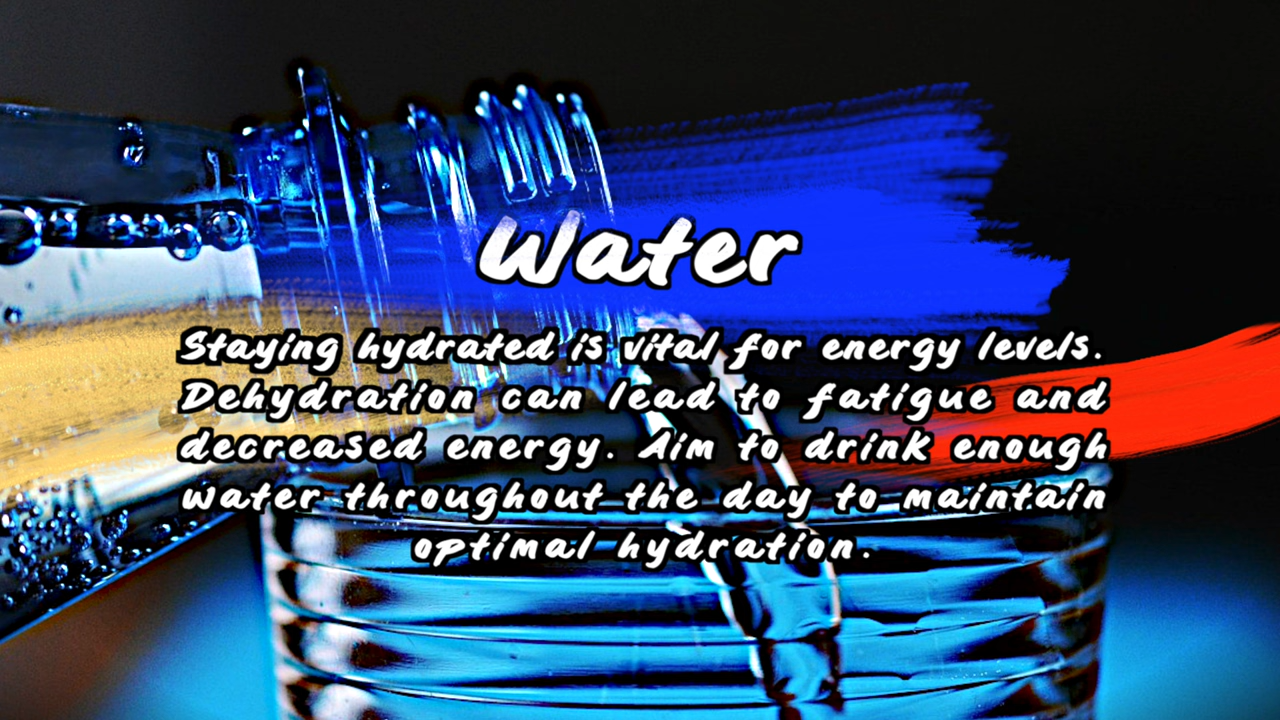 Water
Staying hydrated is vital for energy levels.
Dehydration can lead to fatigue and
decreased energy. Aim to drink enough
water throughout the day to maintain
optimal hydration.